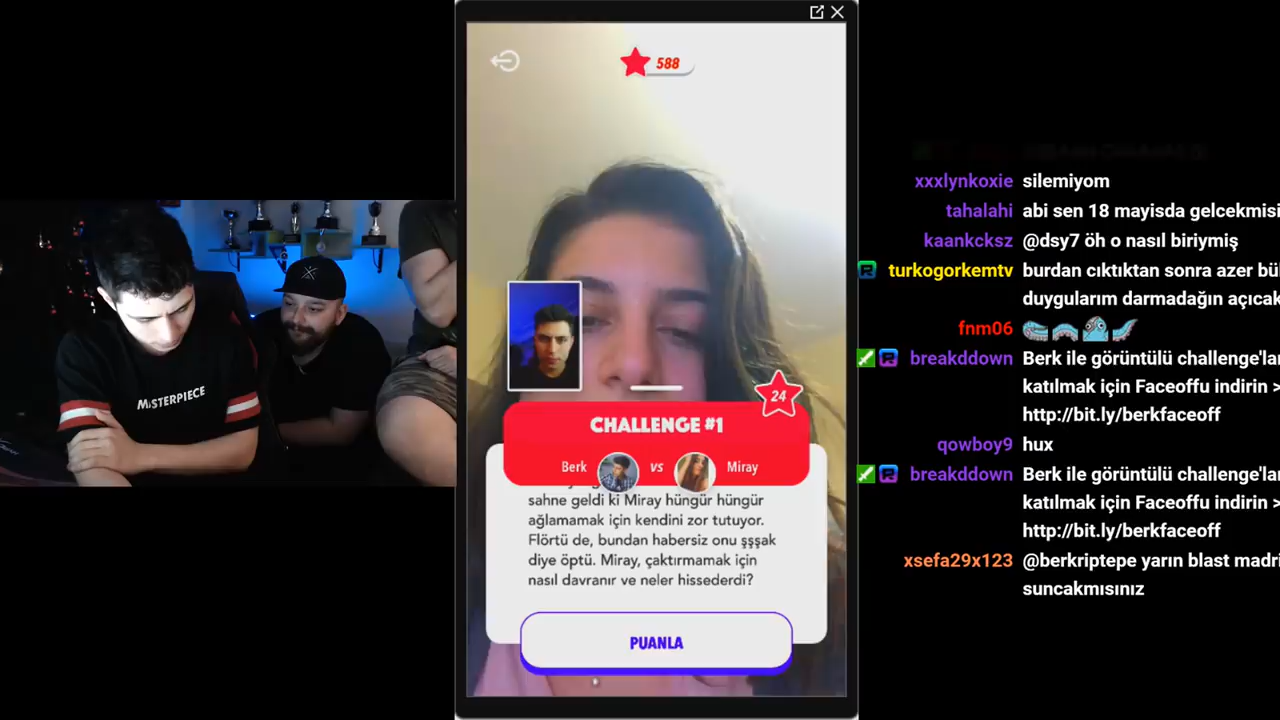 588
MASTERPIECE
24
CHALLENGE #1
Berk vs Miray
sahne geldi ki Miray hüngür hüngür
ağlamamak için kendini zor tutuyor.
Flörtü de, bundan habersiz onu şşşak
diye öptü. Miray, çaktırmamak için
nasıl davranır ve neler hissederdi?
PUANLA
xxxlynkoxie silemiyom
tahalahi abi sen 18 mayisda gelcekmisi
kaankcksz @dsy7 öh o nasıl biriymiş
turkogorkemtv burdan cıktıktan sonra azer bül
duygularım darmadağın açıcak
fnm06
breakddown Berk ile görüntülü challenge'lar
katılmak için Faceoffu indirin >
http://bit.ly/berkfaceoff
qowboy9 hux
breakddown Berk ile görüntülü challenge'lar
katılmak için Faceoffu indirin >
http://bit.ly/berkfaceoff
xsefa29x123 @berkriptepe yarın blast madri
suncakmısınız